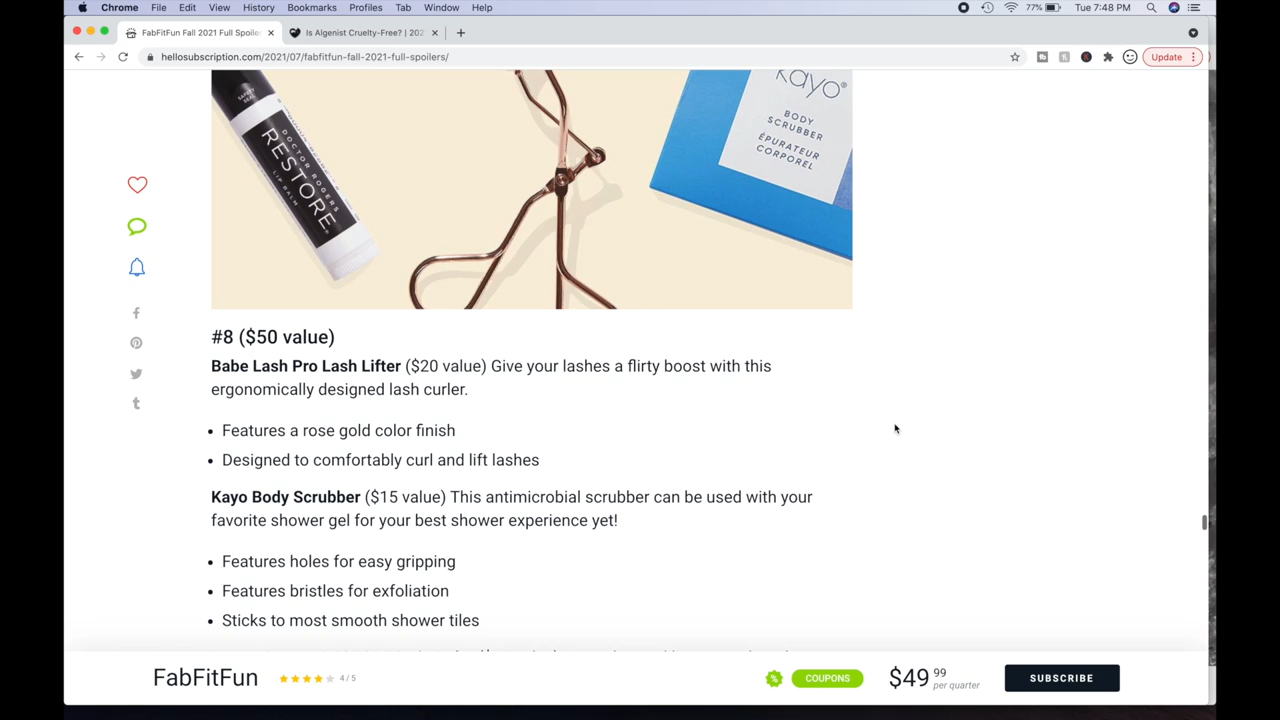 Chrome File Edit View History Bookmarks Profiles Tab Window Help 77% Tue 7:48 PM
FabFitFun Fall 2021 Full Spoile Is Algenist Cruelty-Free? | 202
hellosubscription.com/2021/07/fabfitfun-fall-2021-full-spoilers/ Update
SAFETY
SEAL
DOCTOR ROGERS
RESTORE
LIP BALM
kayo
BODY
SCRUBBER
ÉPURATEUR
CORPOREL
#8 ($50 value)
Babe Lash Pro Lash Lifter ($20 value) Give your lashes a flirty boost with this
ergonomically designed lash curler.
• Features a rose gold color finish
• Designed to comfortably curl and lift lashes
Kayo Body Scrubber ($15 value) This antimicrobial scrubber can be used with your
favorite shower gel for your best shower experience yet!
• Features holes for easy gripping
• Features bristles for exfoliation
• Sticks to most smooth shower tiles
FabFitFun 4 / 5 COUPONS $49 99 per quarter SUBSCRIBE